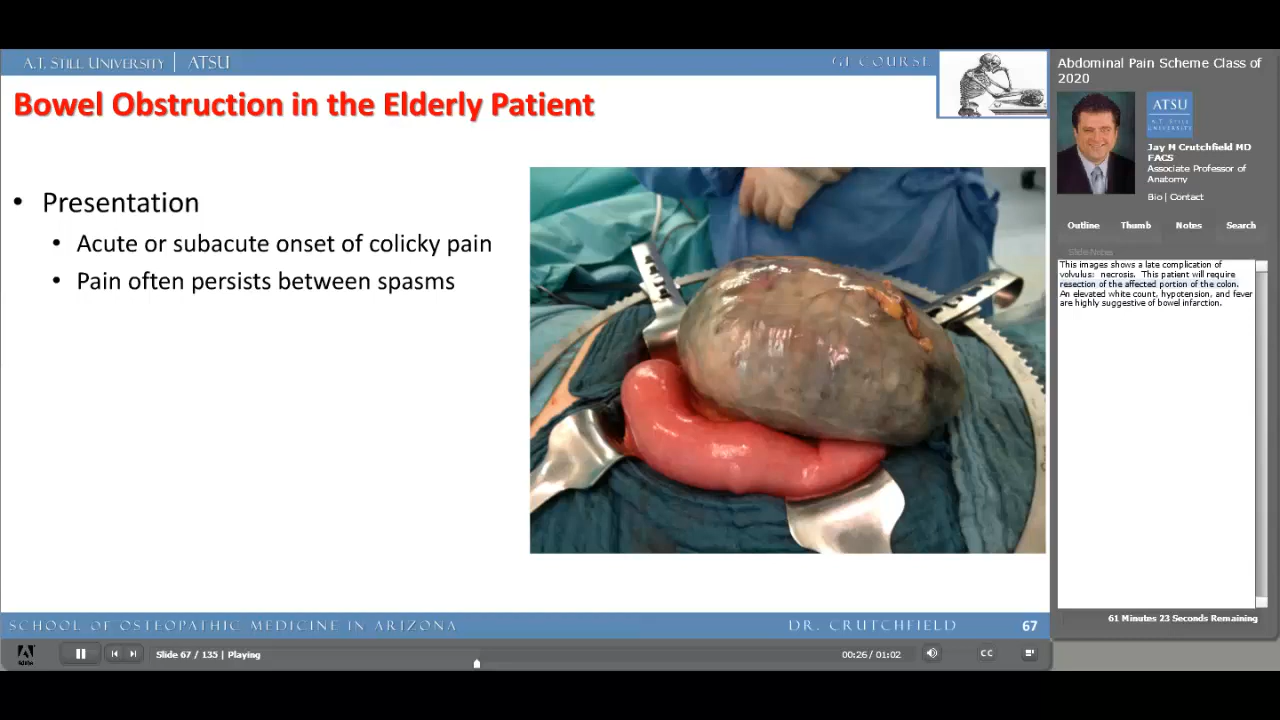 A.T. STILL UNIVERSITY | ATSU
GI COURSE
Bowel Obstruction in the Elderly Patient
• Presentation
• Acute or subacute onset of colicky pain
• Pain often persists between spasms
SCHOOL OF OSTEOPATHIC MEDICINE IN ARIZONA
DR. CRUTCHFIELD
67
Abdominal Pain Scheme Class of
2020
ATSU
A.T. STILL
UNIVERSITY
Jay M Crutchfield MD
FACS
Associate Professor of
Anatomy
Bio | Contact
Outline
Thumb
Notes
Search
Slide Notes
This images shows a late complication of
volvulus: necrosis. This patient will require
resection of the affected portion of the colon.
An elevated white count, hypotension, and fever
are highly suggestive of bowel infarction.
61 Minutes 23 Seconds Remaining
Slide 67 / 135 | Playing
00:26 / 01:02
CC